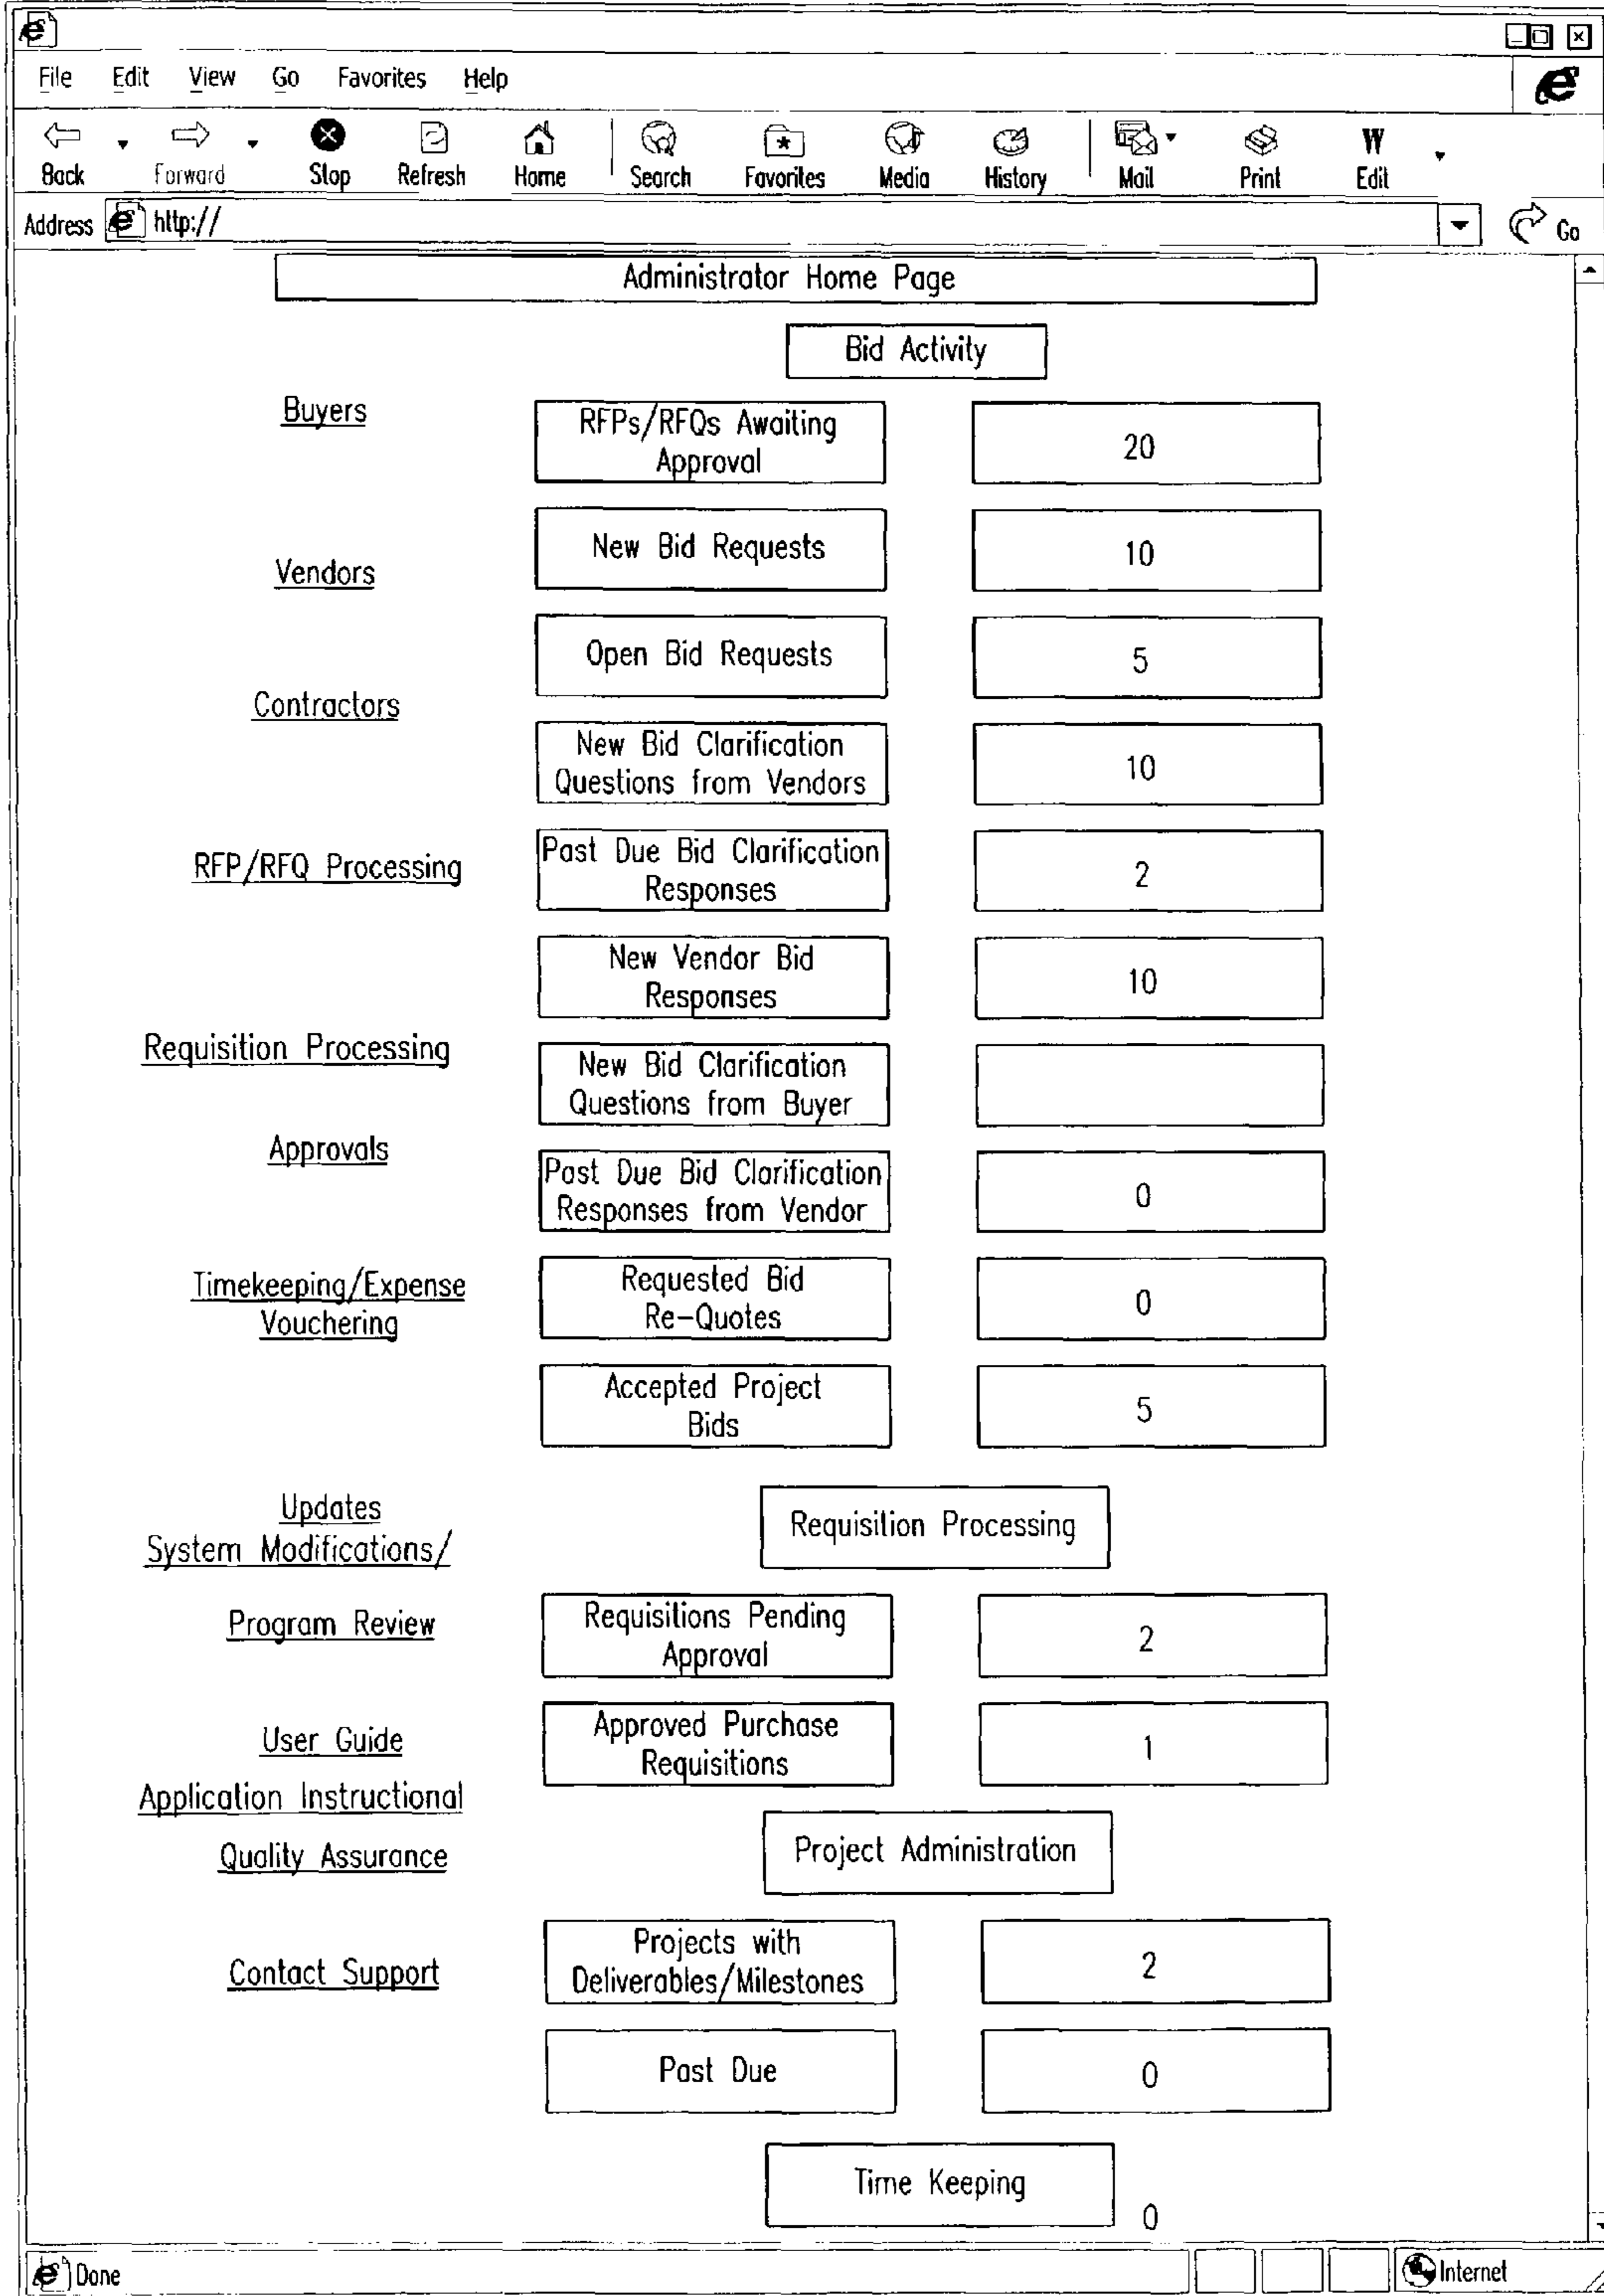 File Edit View Go Favorites Help
Back Forward Stop Refresh Home Search Favorites Media History Mail Print Edit
Address http:// Go
Administrator Home Page
Bid Activity
Buyers
RFPs/RFQs Awaiting
Approval
20
New Bid Requests
10
Vendors
Open Bid Requests
5
Contractors
New Bid Clarification
Questions from Vendors
10
RFP/RFQ Processing
Past Due Bid Clarification
Responses
2
New Vendor Bid
Responses
10
Requisition Processing
New Bid Clarification
Questions from Buyer
Approvals
Past Due Bid Clarification
Responses from Vendor
0
Timekeeping/Expense
Vouchering
Requested Bid
Re-Quotes
0
Accepted Project
Bids
5
Updates
System Modifications/
Requisition Processing
Program Review
Requisitions Pending
Approval
2
User Guide
Approved Purchase
Requisitions
1
Application Instructional
Quality Assurance
Project Administration
Contact Support
Projects with
Deliverables/Milestones
2
Past Due
0
Time Keeping
0
Done
Internet